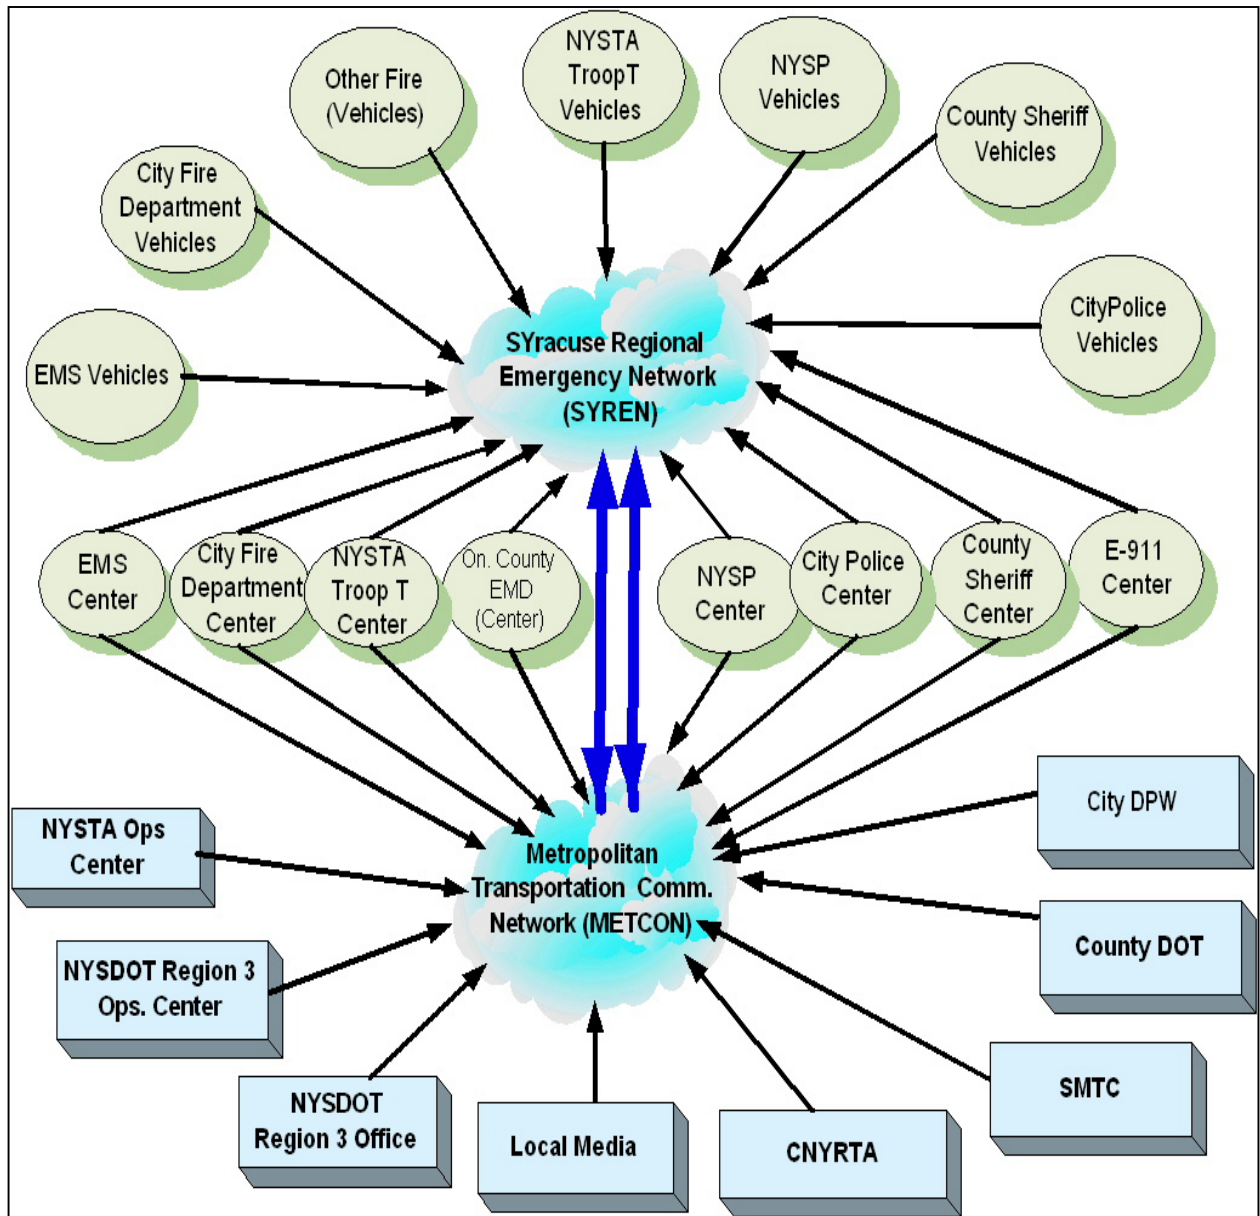 NYSTA
TroopT
Vehicles
Other Fire
(Vehicles)
NYSP
Vehicles
County Sheriff
Vehicles
City Fire
Department
Vehicles
CityPolice
Vehicles
EMS Vehicles
SYracuse Regional
Emergency Network
(SYREN)
EMS
Center
City Fire
Department
Center
NYSTA
Troop T
Center
On. County
EMD
(Center)
NYSP
Center
City Police
Center
County
Sheriff
Center
E-911
Center
NYSTA Ops
Center
Metropolitan
Transportation Comm.
Network (METCON)
City DPW
NYSDOT Region 3
Ops. Center
County DOT
NYSDOT
Region 3 Office
Local Media
CNYRTA
SMTC